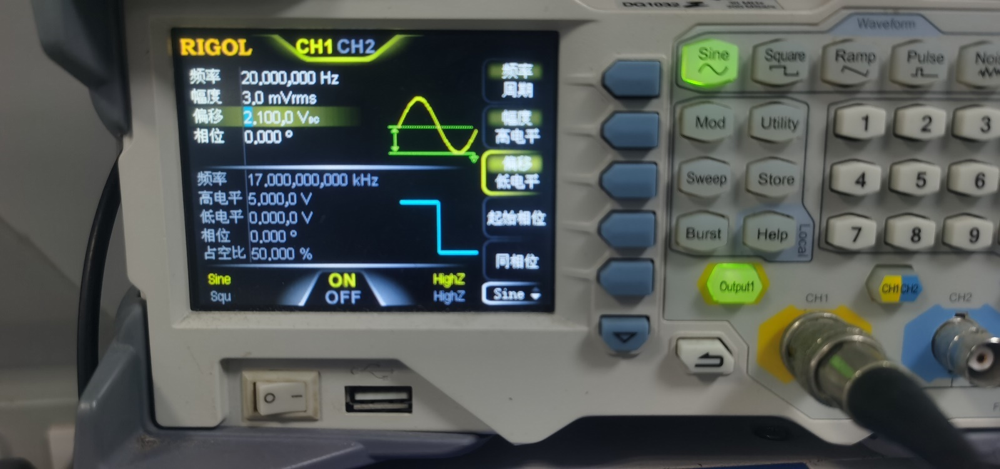 DG1032 Z
Waveform
RIGOL CH1 CH2
频率 20,000,000 Hz
幅度 3.0 mVrms
偏移 2.100,0 VDC
相位 0.000 °
频率 17.000,000,000 kHz
高电平 5.000,0 V
低电平 0.000,0 V
相位 0.000 °
占空比 50.000 %
Sine ON HighZ
Squ OFF HighZ
频率
周期
幅度
高电平
偏移
低电平
起始相位
同相位
Sine
Sine Square Ramp Pulse
Mod Utility 1 2 3
Sweep Store 4 5 6
Burst Help Local 7 8 9
Output1 CH1 CH2
CH1 CH2